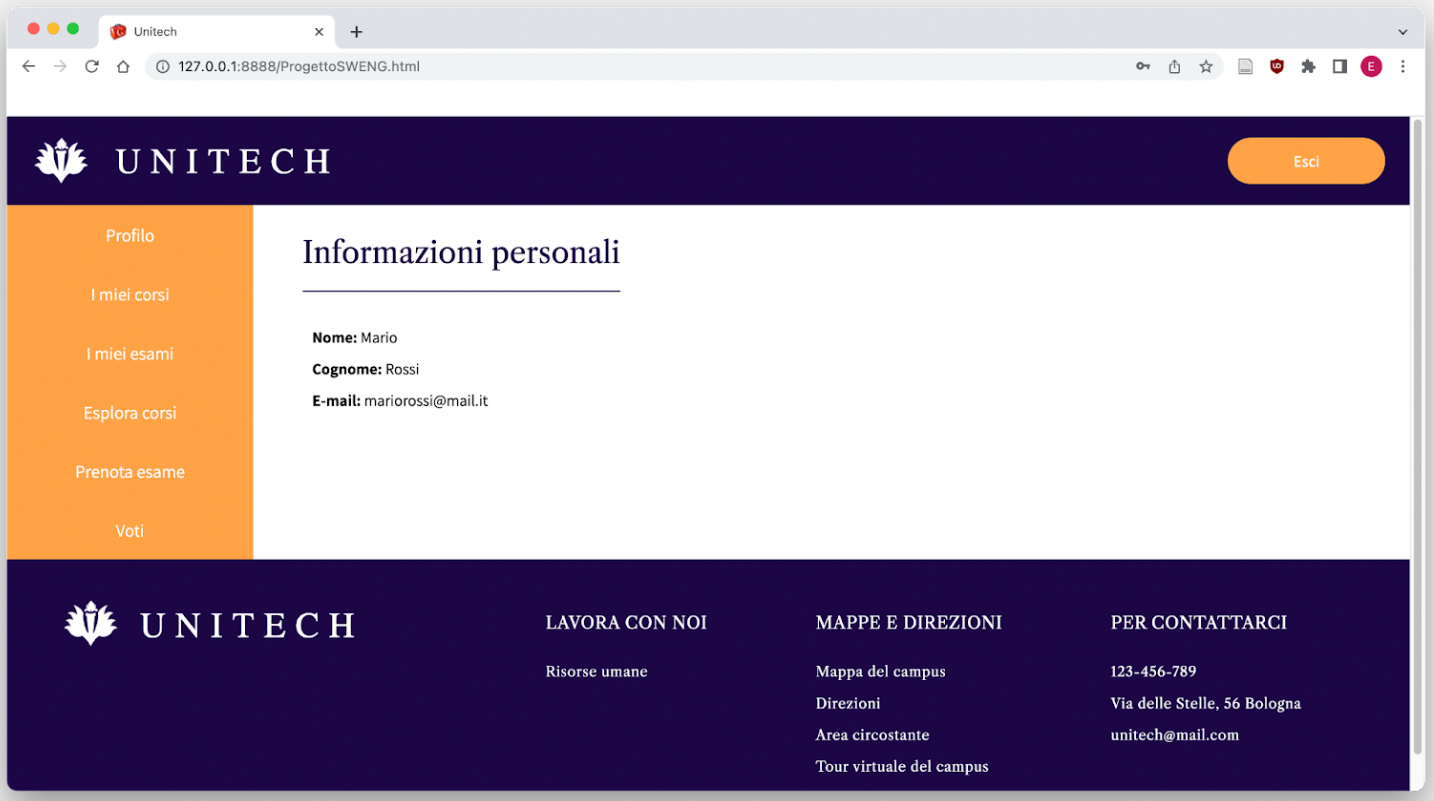 Unitech
127.0.0.1:8888/ProgettoSWENG.html
E
UNITECH
Esci
Profilo
I miei corsi
I miei esami
Esplora corsi
Prenota esame
Voti
Informazioni personali
Nome: Mario
Cognome: Rossi
E-mail: mariorossi@mail.it
UNITECH
LAVORA CON NOI
Risorse umane
MAPPE E DIREZIONI
Mappa del campus
Direzioni
Area circostante
Tour virtuale del campus
PER CONTATTARCI
123-456-789
Via delle Stelle, 56 Bologna
unitech@mail.com